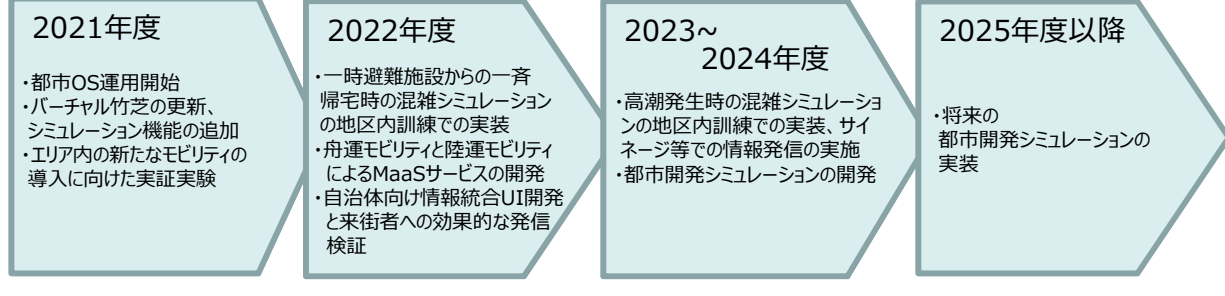 2021年度
・都市OS運用開始
・バーチャル竹芝の更新、
シミュレーション機能の追加
・エリア内の新たなモビリティの
導入に向けた実証実験
2022年度
・一時避難施設からの一斉
帰宅時の混雑シミュレーション
の地区内訓練での実装
・舟運モビリティと陸運モビリティ
によるMaaSサービスの開発
・自治体向け情報統合UI開発
と来街者への効果的な発信
検証
2023~
2024年度
・高潮発生時の混雑シミュレーショ
ンの地区内訓練での実装、サイ
ネージ等での情報発信の実施
・都市開発シミュレーションの開発
2025年度以降
・将来の
都市開発シミュレーションの
実装